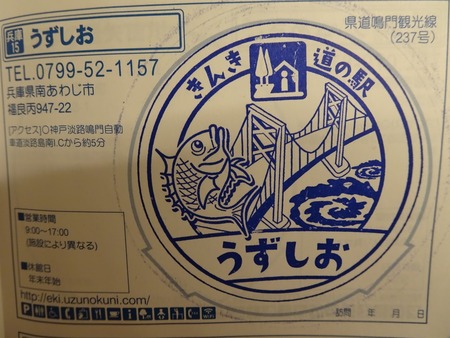 兵庫
15
うずしお
県道鳴門観光線
(237号)
TEL.0799-52-1157
兵庫県南あわじ市
福良丙947-22
[アクセス]○神戸淡路鳴門自動
車道淡路島南I.Cから約5分
きんき 道の駅
うずしお
■営業時間
9:00~17:00
(施設により異なる)
■休館日
年末年始
http://eki.uzunokuni.com/
訪問 年 月 日